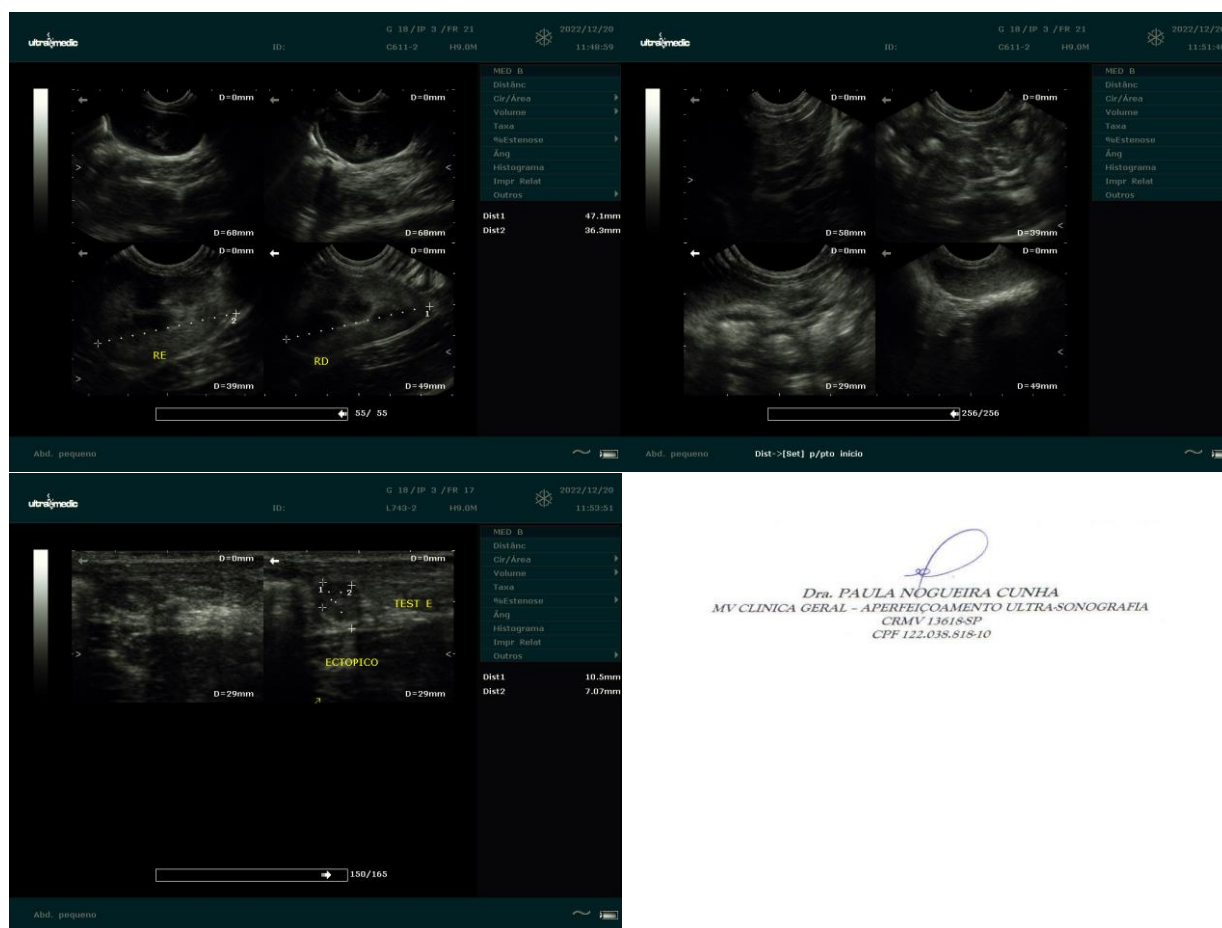 ultramedic
G 18/IP 3 /FR 21
2022/12/20
ID:
C611-2
H9.0M
11:48:59
MED B
Distânc
Cir/Área
Volume
Taxa
%Estenose
Âng
Histograma
Impr Relat
Outros
Dist1 47.1mm
Dist2 36.3mm
D=0mm
D=0mm
D=68mm
D=68mm
D=0mm
D=0mm
2
1
RE
RD
D=39mm
D=49mm
55/ 55
Abd. pequeno
ultramedic
G 18/IP 3 /FR 21
2022/12/2
ID:
C611-2
H9.0M
11:51:4
MED B
Distânc
Cir/Área
Volume
Taxa
%Estenose
Âng
Histograma
Impr Relat
Outros
D=0mm
D=0mm
D=58mm
D=39mm
D=0mm
D=0mm
D=29mm
D=49mm
256/256
Abd. pequeno
Dist->[Set] p/pto início
ultramedic
G 18/IP 3 /FR 17
2022/12/20
ID:
L743-2
H9.0M
11:53:51
MED B
Distânc
Cir/Área
Volume
Taxa
%Estenose
Âng
Histograma
Impr Relat
Outros
Dist1 10.5mm
Dist2 7.07mm
D=0mm
D=0mm
1
2
TEST E
ECTOPICO
D=29mm
D=29mm
150/165
Abd. pequeno
Dra. PAULA NOGUEIRA CUNHA
MV CLINICA GERAL – APERFEIÇOAMENTO ULTRA-SONOGRAFIA
CRMV 13618-SP
CPF 122.038.818-10